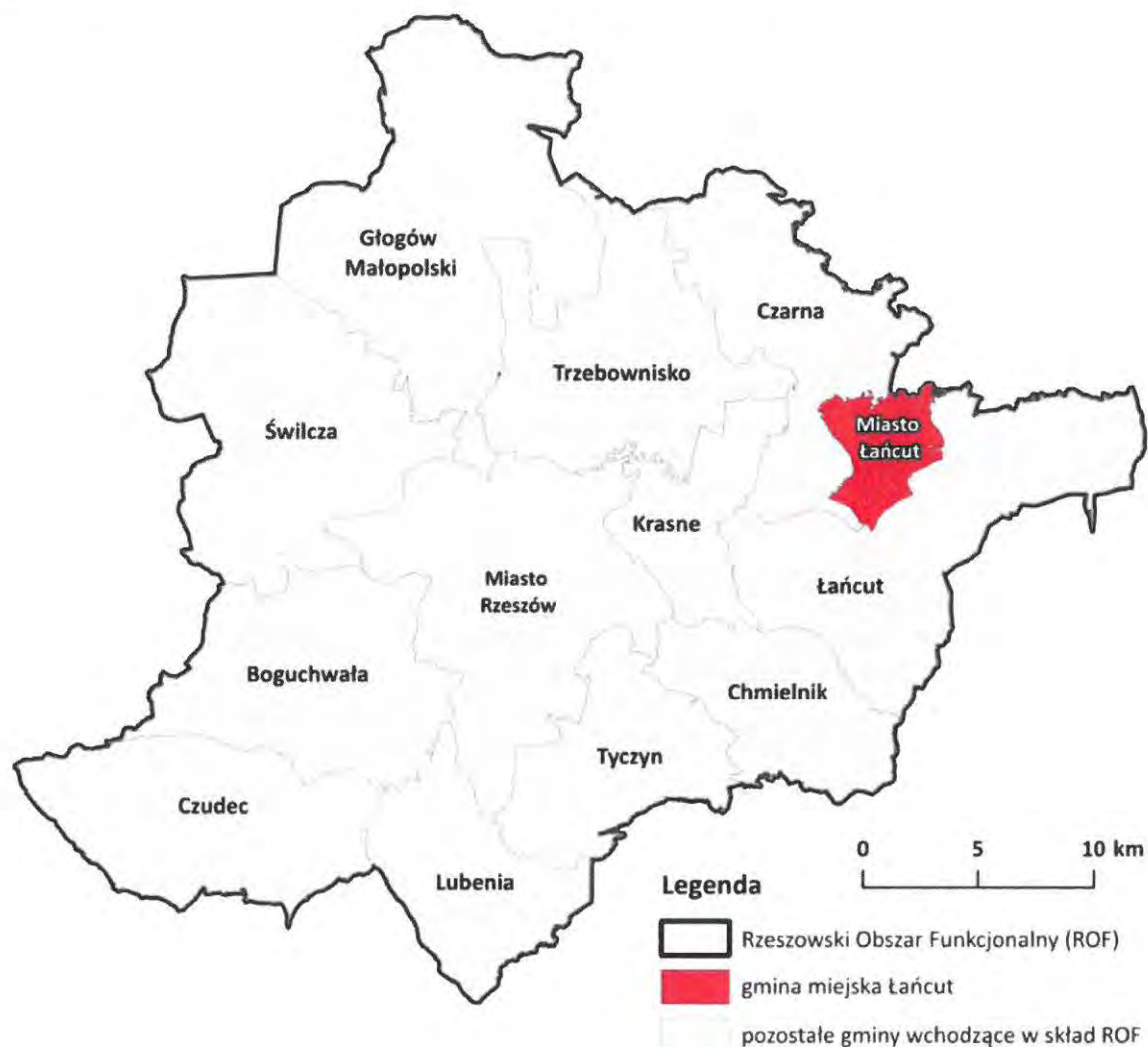 Głogów
Małopolski
Czarna
Trzebownisko
Miasto
Łańcut
Świlcza
Krasne
Miasto
Rzeszów
Łańcut
Boguchwała
Chmielnik
Tyczyn
Czudec
Lubenia
0 5 10 km
Legenda
Rzeszowski Obszar Funkcjonalny (ROF)
gmina miejska Łańcut
pozostałe gminy wchodzące w skład ROF